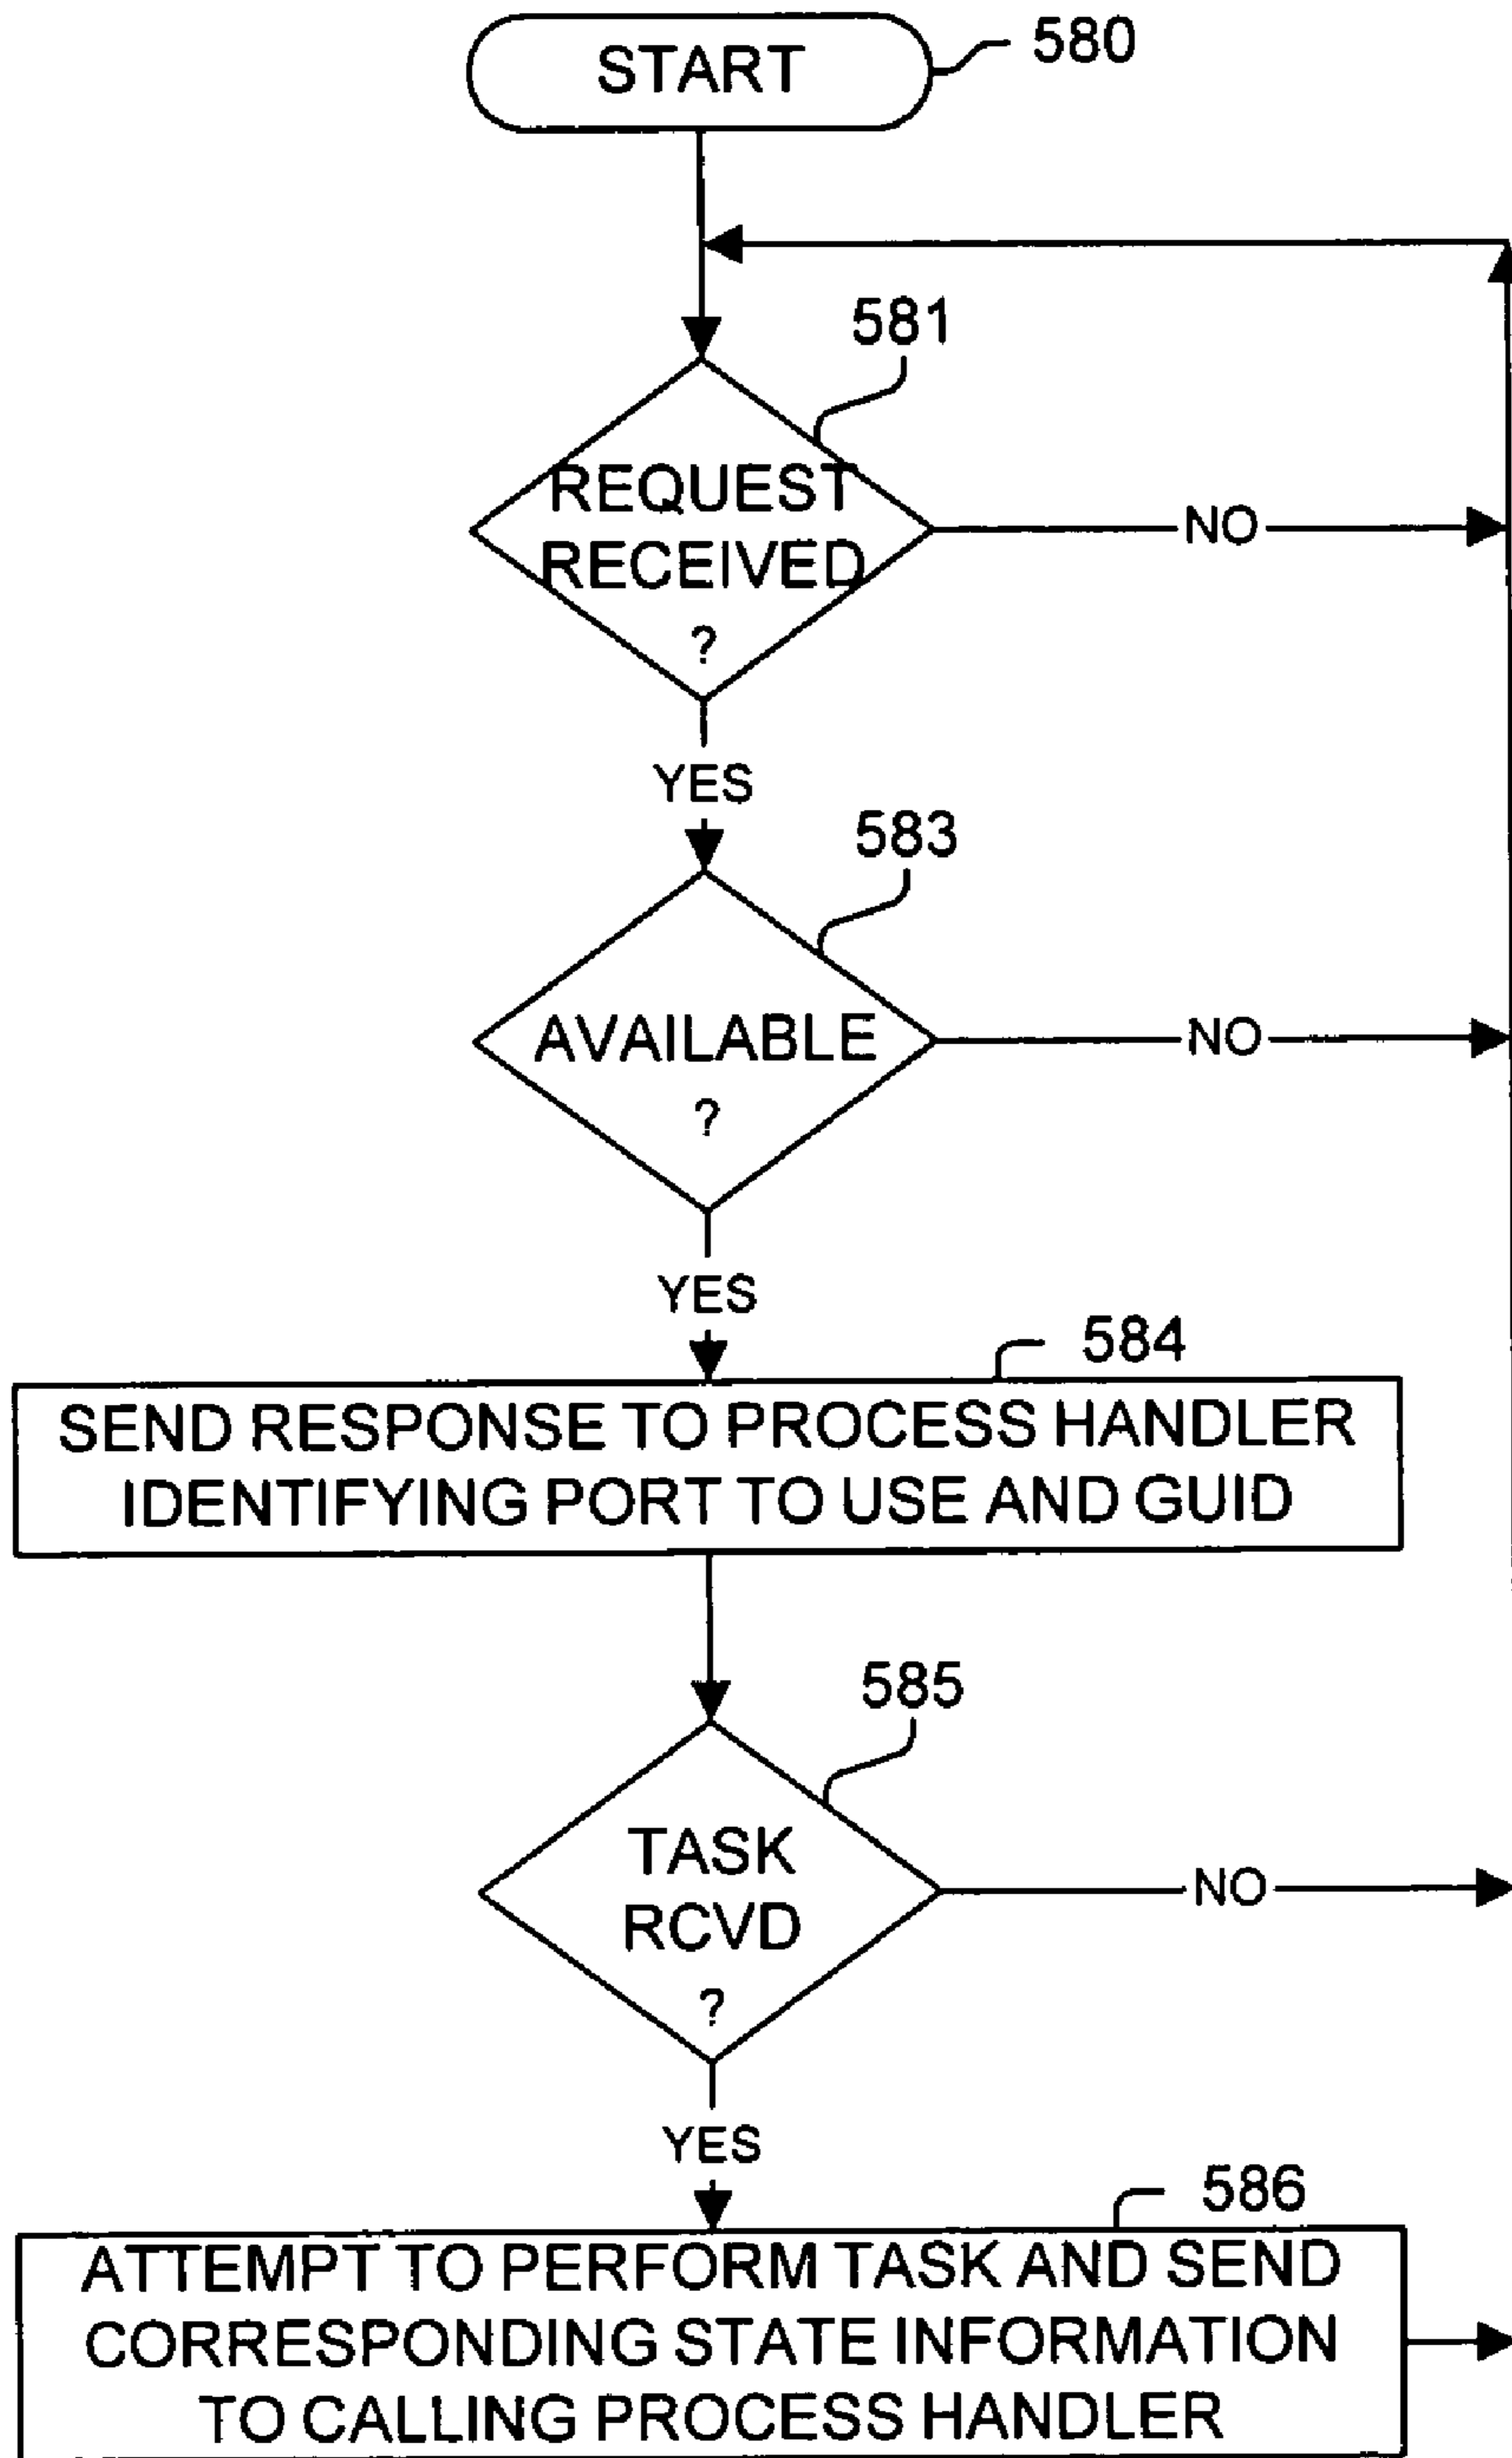 START
580
581
REQUEST
RECEIVED
?
NO
YES
583
AVAILABLE
?
NO
YES
584
SEND RESPONSE TO PROCESS HANDLER
IDENTIFYING PORT TO USE AND GUID
585
TASK
RCVD
?
NO
YES
586
ATTEMPT TO PERFORM TASK AND SEND
CORRESPONDING STATE INFORMATION
TO CALLING PROCESS HANDLER